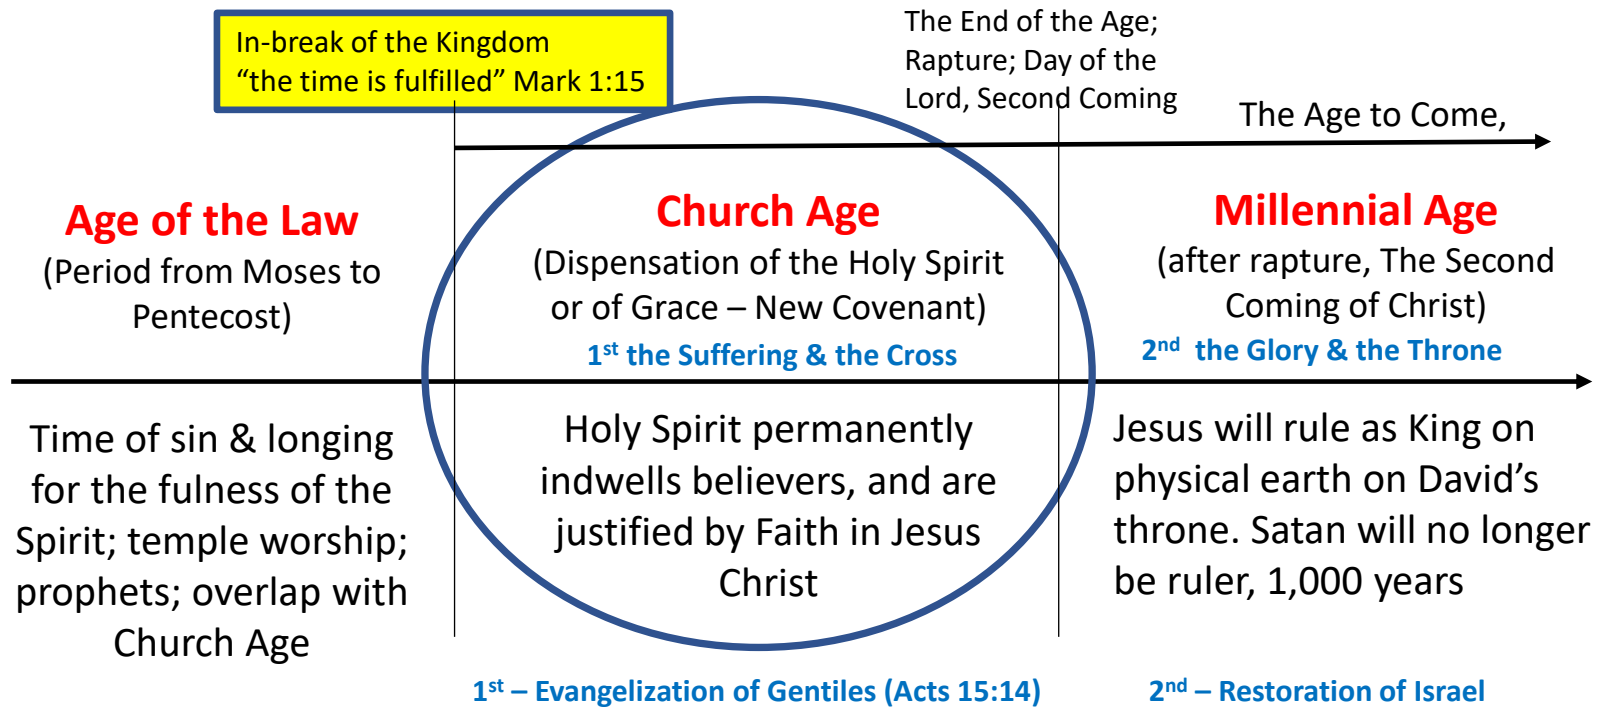 In-break of the Kingdom
“the time is fulfilled” Mark 1:15
The End of the Age;
Rapture; Day of the
Lord, Second Coming
The Age to Come,
Age of the Law
(Period from Moses to
Pentecost)
Church Age
(Dispensation of the Holy Spirit
or of Grace – New Covenant)
1st the Suffering & the Cross
Millennial Age
(after rapture, The Second
Coming of Christ)
2nd the Glory & the Throne
Time of sin & longing
for the fulness of the
Spirit; temple worship;
prophets; overlap with
Church Age
Holy Spirit permanently
indwells believers, and are
justified by Faith in Jesus
Christ
Jesus will rule as King on
physical earth on David’s
throne. Satan will no longer
be ruler, 1,000 years
1st – Evangelization of Gentiles (Acts 15:14)
2nd – Restoration of Israel